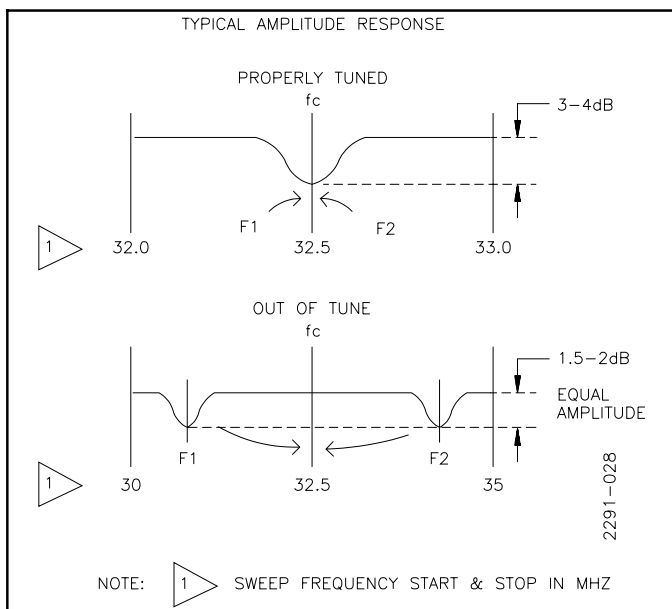 TYPICAL AMPLITUDE RESPONSE
PROPERLY TUNED
fc
3-4dB
F1
F2
1
32.0
32.5
33.0
OUT OF TUNE
fc
1.5-2dB
EQUAL
AMPLITUDE
F1
F2
1
30
32.5
35
2291-028
NOTE: 1 SWEEP FREQUENCY START & STOP IN MHZ